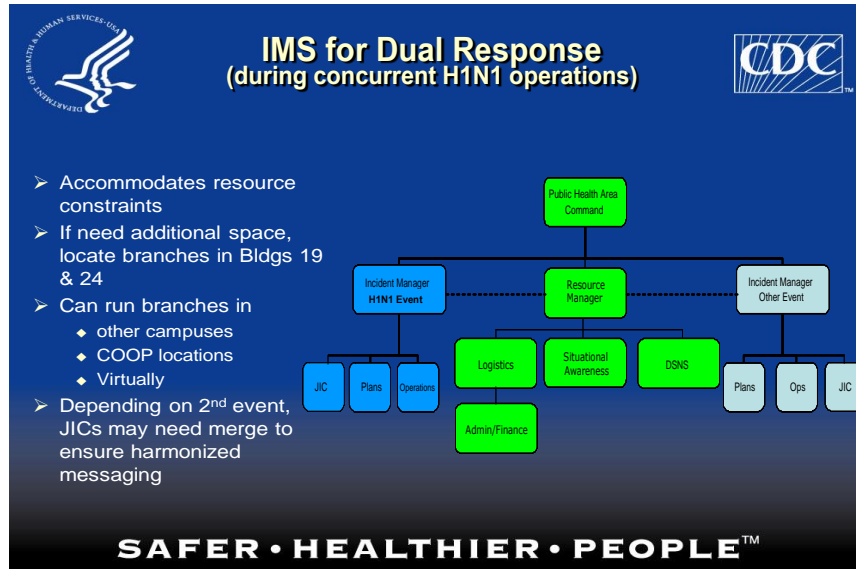 DEPARTMENT OF HEALTH & HUMAN SERVICES·USA
IMS for Dual Response
(during concurrent H1N1 operations)
CDC™
➢ Accommodates resource
constraints
➢ If need additional space,
locate branches in Bldgs 19
& 24
➢ Can run branches in
◆ other campuses
◆ COOP locations
◆ Virtually
➢ Depending on 2nd event,
JICs may need merge to
ensure harmonized
messaging
Public Health Area
Command
Incident Manager
H1N1 Event
Resource
Manager
Incident Manager
Other Event
JIC
Plans
Operations
Logistics
Situational
Awareness
DSNS
Admin/Finance
Plans
Ops
JIC
SAFER • HEALTHIER • PEOPLE™